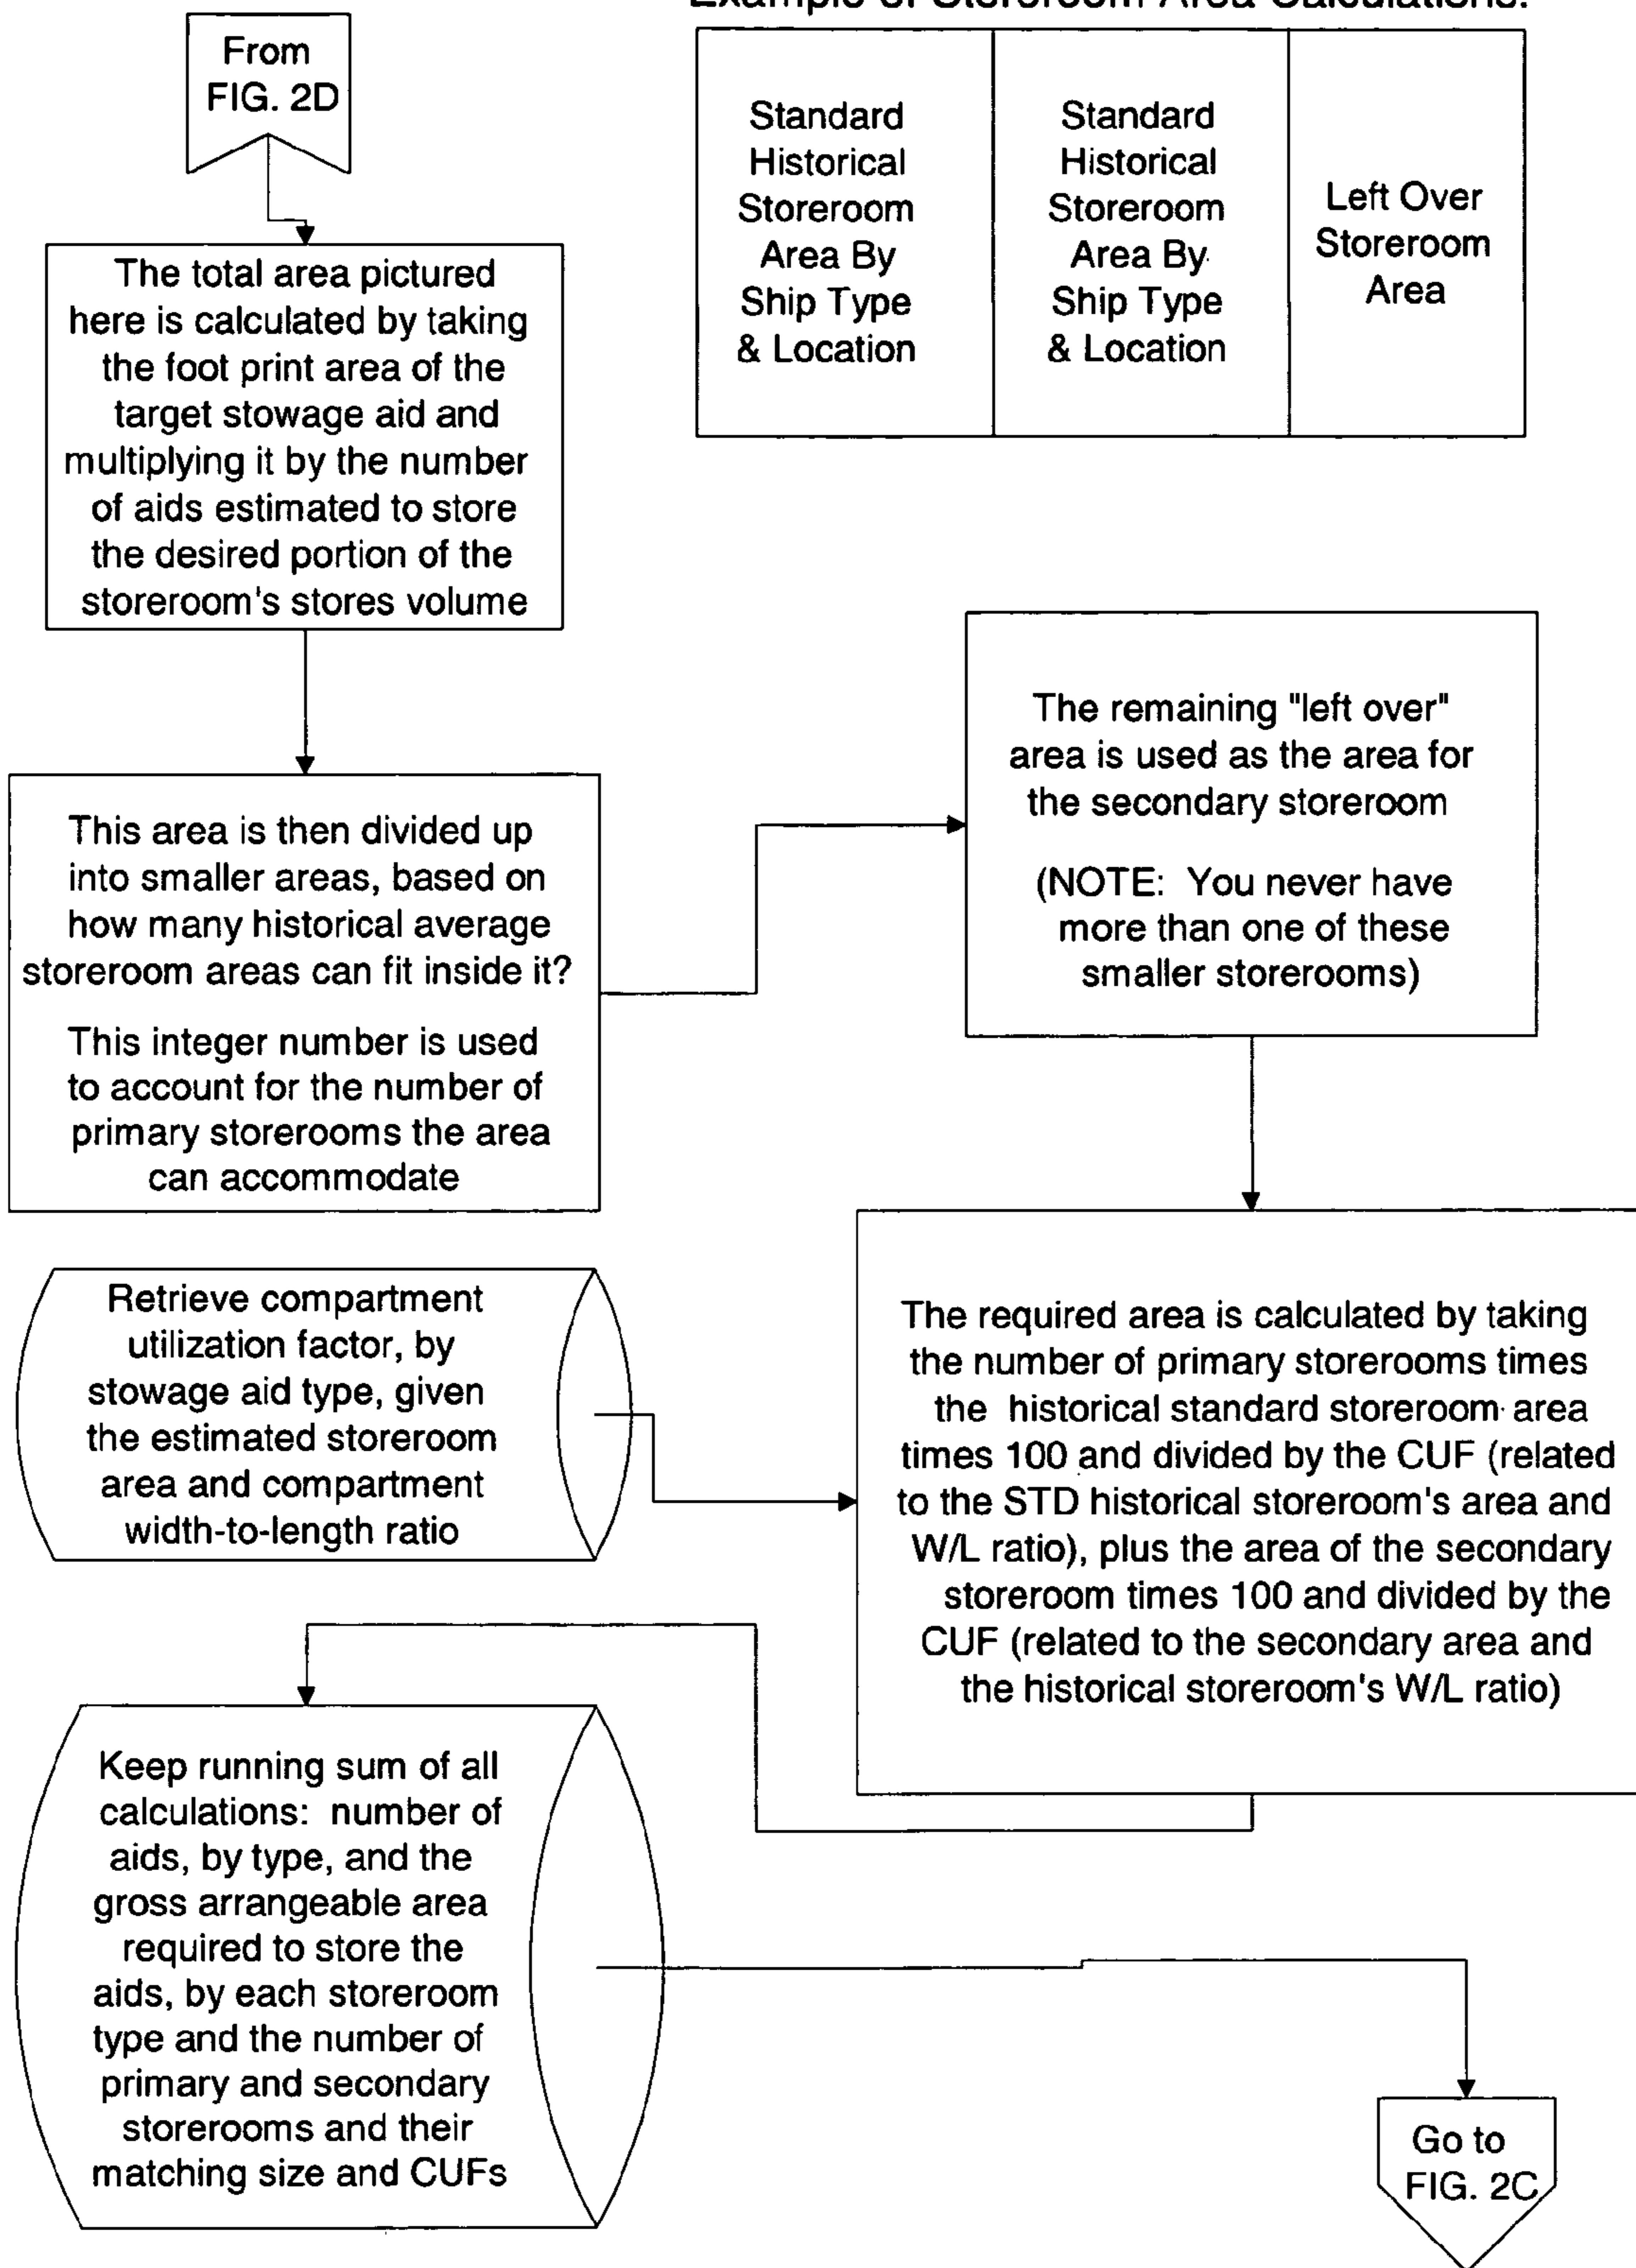 Example of Storeroom Area Calculations:
From
FIG. 2D
Standard
Historical
Storeroom
Area By
Ship Type
& Location
Standard
Historical
Storeroom
Area By
Ship Type
& Location
Left Over
Storeroom
Area
The total area pictured
here is calculated by taking
the foot print area of the
target stowage aid and
multiplying it by the number
of aids estimated to store
the desired portion of the
storeroom's stores volume
This area is then divided up
into smaller areas, based on
how many historical average
storeroom areas can fit inside it?
This integer number is used
to account for the number of
primary storerooms the area
can accommodate
The remaining "left over"
area is used as the area for
the secondary storeroom
(NOTE: You never have
more than one of these
smaller storerooms)
Retrieve compartment
utilization factor, by
stowage aid type, given
the estimated storeroom
area and compartment
width-to-length ratio
The required area is calculated by taking
the number of primary storerooms times
the historical standard storeroom area
times 100 and divided by the CUF (related
to the STD historical storeroom's area and
W/L ratio), plus the area of the secondary
storeroom times 100 and divided by the
CUF (related to the secondary area and
the historical storeroom's W/L ratio)
Keep running sum of all
calculations: number of
aids, by type, and the
gross arrangeable area
required to store the
aids, by each storeroom
type and the number of
primary and secondary
storerooms and their
matching size and CUFs
Go to
FIG. 2C